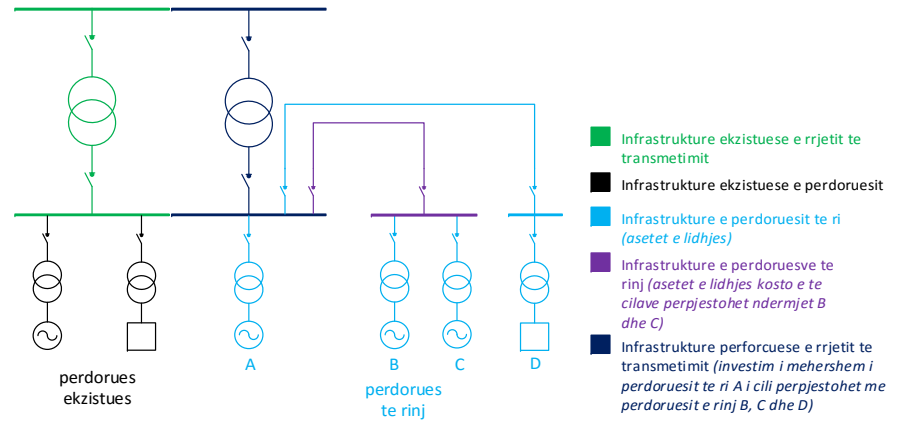 A
B
C
D
perdorues
ekzistues
perdorues
te rinj
Infrastrukture ekzistuese e rrjetit te
transmetimit
Infrastrukture ekzistuese e perdoruesit
Infrastrukture e perdoruesit te ri
(asetet e lidhjes)
Infrastrukture e perdoruesve te
rinj (asetet e lidhjes kosto e te
cilave perpjestohet ndermjet B
dhe C)
Infrastrukture perforcuese e rrjetit te
transmetimit (investim i mehershem i
perdoruesit te ri A i cili perpjestohet me
perdoruesit e rinj B, C dhe D)